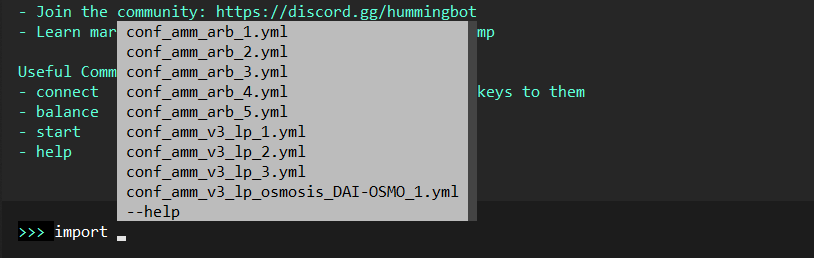 - Join the community: https://discord.gg/hummingbot
- Learn mar
mp
conf_amm_arb_1.yml
conf_amm_arb_2.yml
conf_amm_arb_3.yml
conf_amm_arb_4.yml
conf_amm_arb_5.yml
conf_amm_v3_lp_1.yml
conf_amm_v3_lp_2.yml
conf_amm_v3_lp_3.yml
conf_amm_v3_lp_osmosis_DAI-OSMO_1.yml
--help
Useful Comm
- connect
keys to them
- balance
- start
- help
>>> import